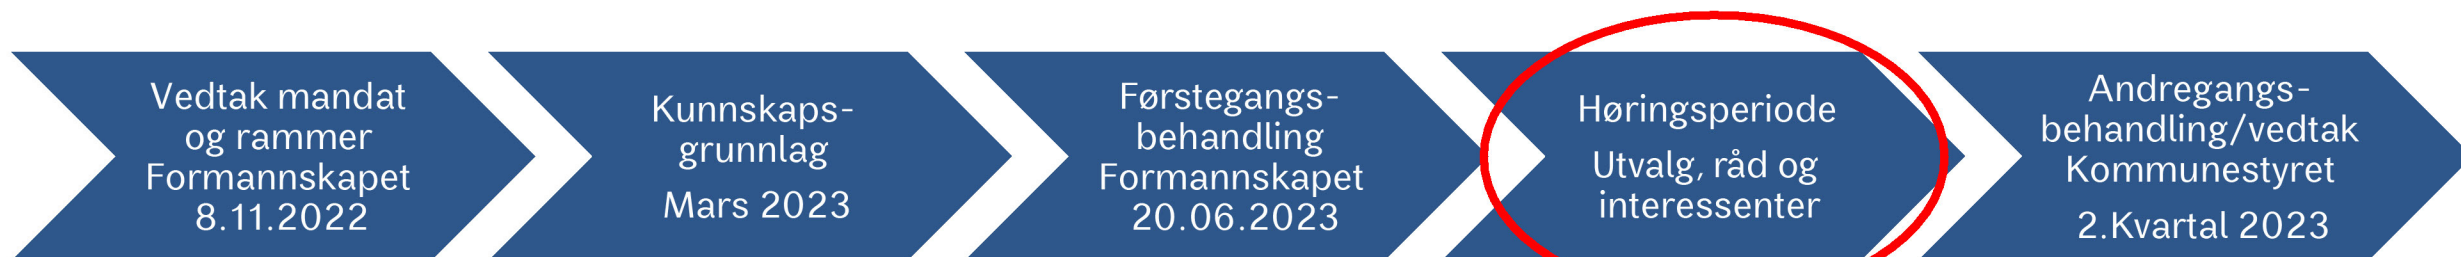 Vedtak mandat
og rammer
Formannskapet
8.11.2022
Kunnskaps-
grunnlag
Mars 2023
Førstegangs-
behandling
Formannskapet
20.06.2023
Høringsperiode
Utvalg, råd og
interessenter
Andregangs-
behandling/vedtak
Kommunestyret
2.Kvartal 2023